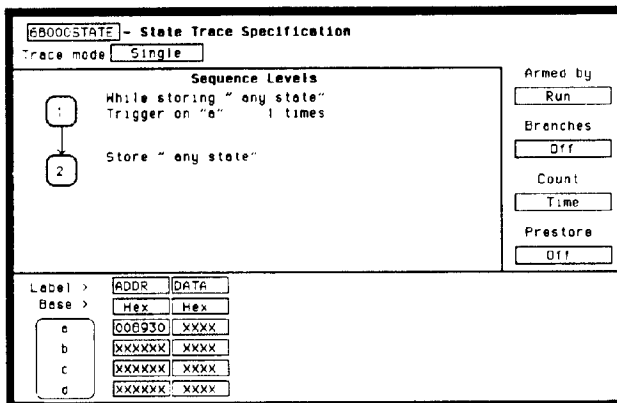 68000STATE - State Trace Specification
Trace mode Single
Sequence Levels
1
While storing " any state"
Trigger on "a" 1 times
2
Store " any state"
Armed by
Run
Branches
Off
Count
Time
Prestore
Off
Label > ADDR DATA
Base > Hex Hex
a 008930 XXXX
b XXXXXX XXXX
c XXXXXX XXXX
d XXXXXX XXXX